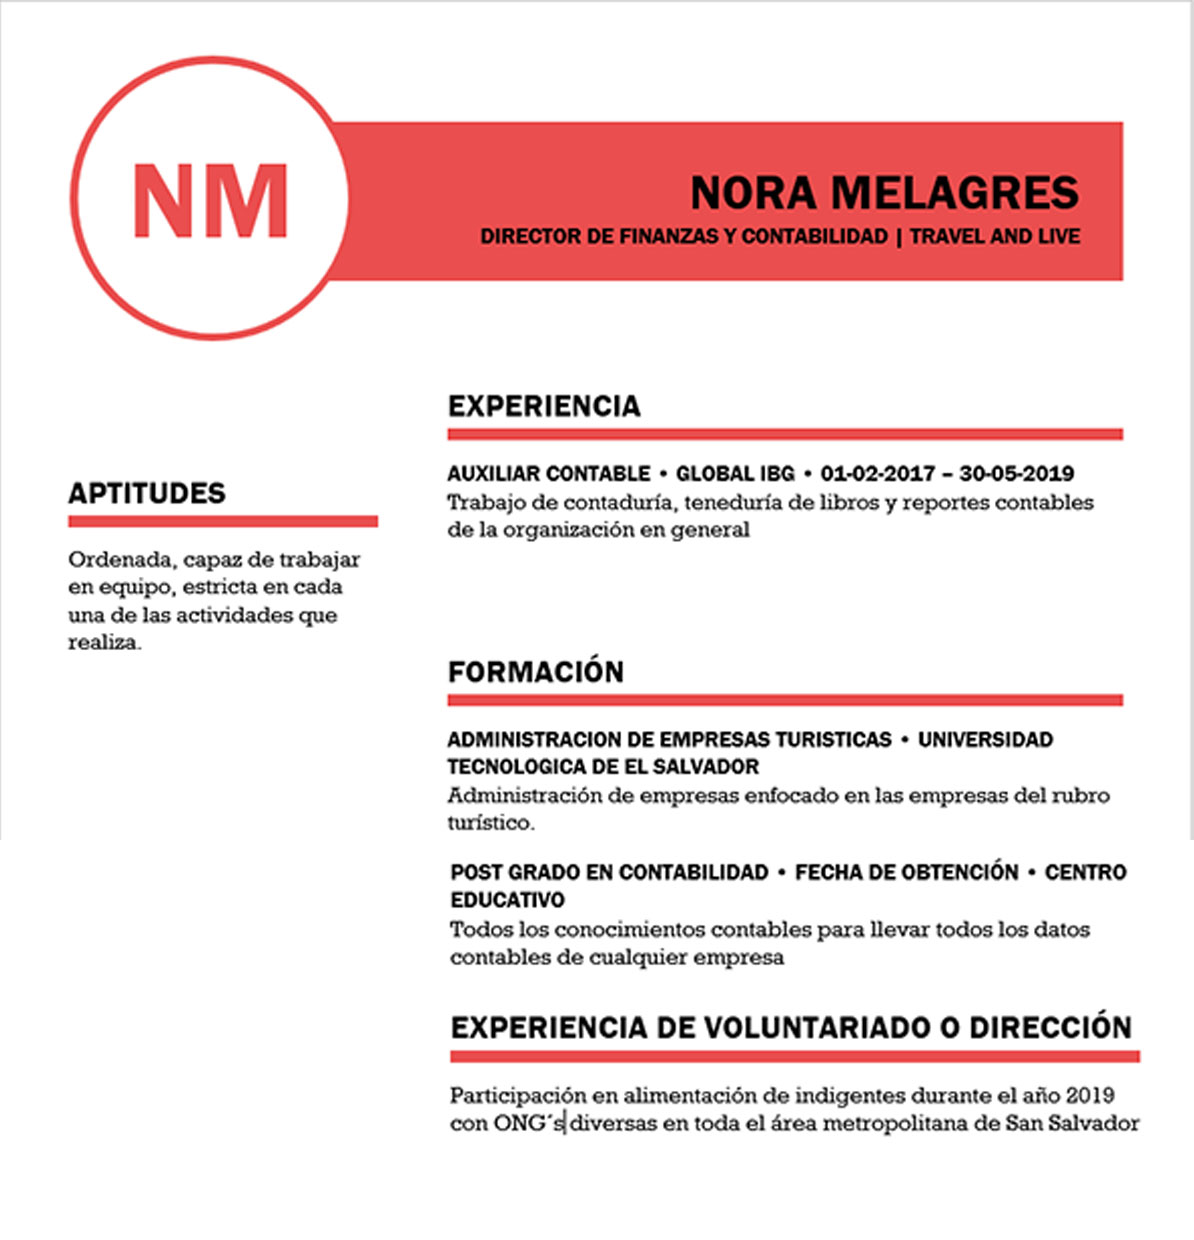 NM
NORA MELAGRES
DIRECTOR DE FINANZAS Y CONTABILIDAD | TRAVEL AND LIVE
APTITUDES
Ordenada, capaz de trabajar
en equipo, estricta en cada
una de las actividades que
realiza.
EXPERIENCIA
AUXILIAR CONTABLE • GLOBAL IBG • 01-02-2017 – 30-05-2019
Trabajo de contaduría, teneduría de libros y reportes contables
de la organización en general
FORMACIÓN
ADMINISTRACION DE EMPRESAS TURISTICAS • UNIVERSIDAD
TECNOLOGICA DE EL SALVADOR
Administración de empresas enfocado en las empresas del rubro
turístico.
POST GRADO EN CONTABILIDAD • FECHA DE OBTENCIÓN • CENTRO
EDUCATIVO
Todos los conocimientos contables para llevar todos los datos
contables de cualquier empresa
EXPERIENCIA DE VOLUNTARIADO O DIRECCIÓN
Participación en alimentación de indigentes durante el año 2019
con ONG´s diversas en toda el área metropolitana de San Salvador